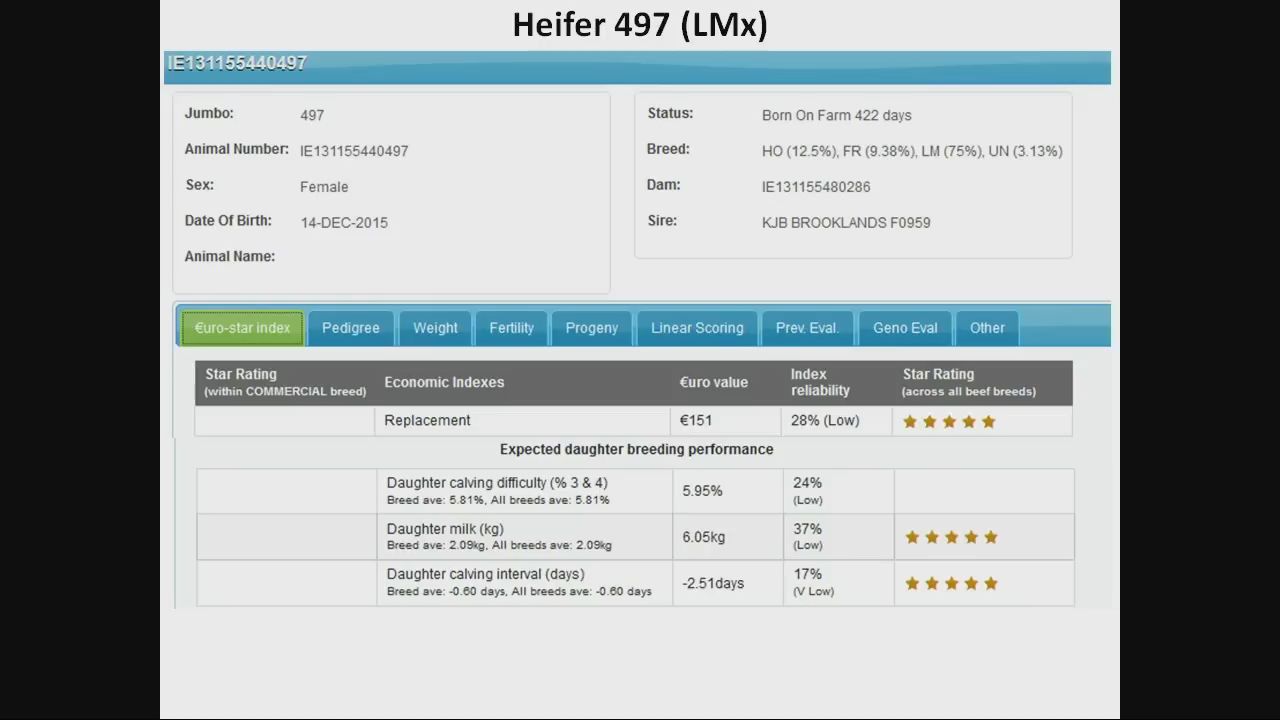 Heifer 497 (LMx)
IE131155440497
Jumbo: 497
Animal Number: IE131155440497
Sex: Female
Date Of Birth: 14-DEC-2015
Animal Name:
Status: Born On Farm 422 days
Breed: HO (12.5%), FR (9.38%), LM (75%), UN (3.13%)
Dam: IE131155480286
Sire: KJB BROOKLANDS F0959
€uro-star index Pedigree Weight Fertility Progeny Linear Scoring Prev. Eval. Geno Eval Other
Star Rating
(within COMMERCIAL breed)
Economic Indexes
€uro value
Index
reliability
Star Rating
(across all beef breeds)
Replacement €151 28% (Low)
Expected daughter breeding performance
Daughter calving difficulty (% 3 & 4)
Breed ave: 5.81%, All breeds ave: 5.81%
5.95%
24%
(Low)
Daughter milk (kg)
Breed ave: 2.09kg, All breeds ave: 2.09kg
6.05kg
37%
(Low)
Daughter calving interval (days)
Breed ave: -0.60 days, All breeds ave: -0.60 days
-2.51days
17%
(V Low)